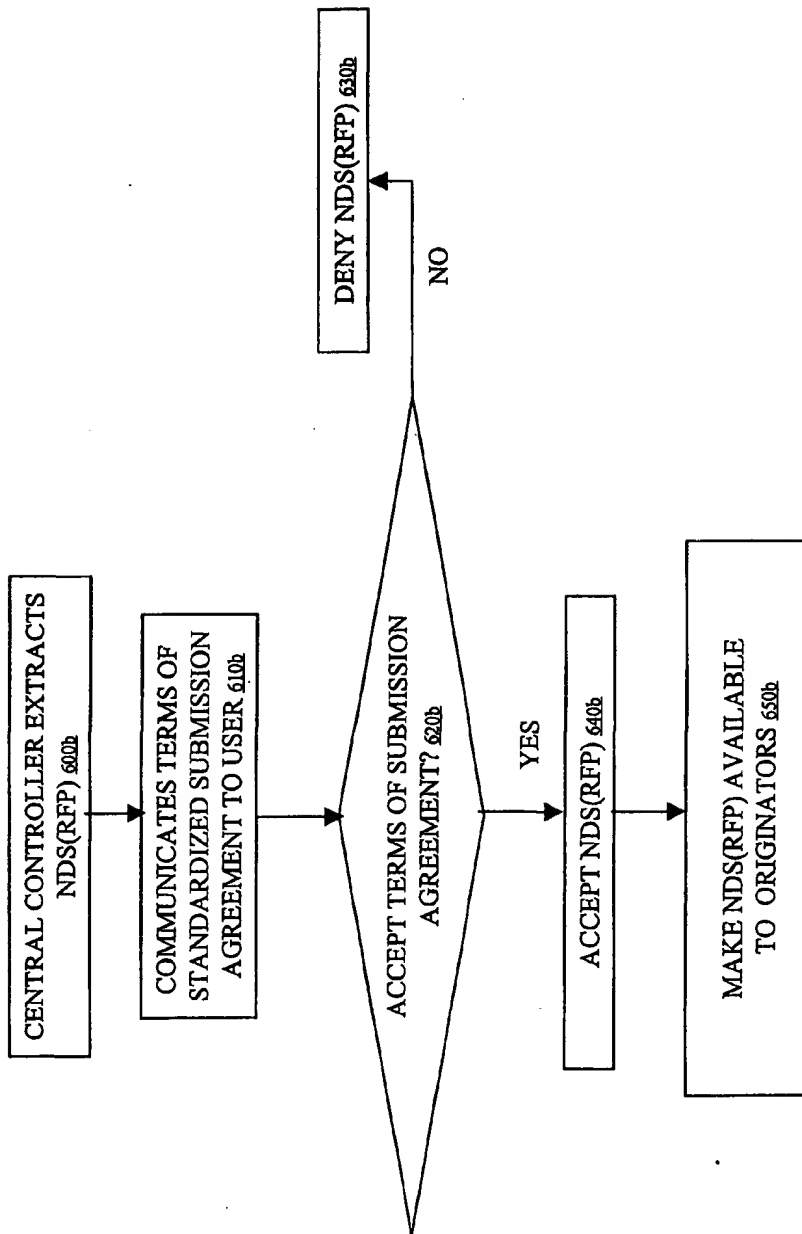 CENTRAL CONTROLLER EXTRACTS
NDS(RFP) 600b
COMMUNICATES TERMS OF
STANDARDIZED SUBMISSION
AGREEMENT TO USER 610b
ACCEPT TERMS OF SUBMISSION
AGREEMENT? 620b
NO
DENY NDS(RFP) 630b
YES
ACCEPT NDS(RFP) 640b
MAKE NDS(RFP) AVAILABLE
TO ORIGINATORS 650b